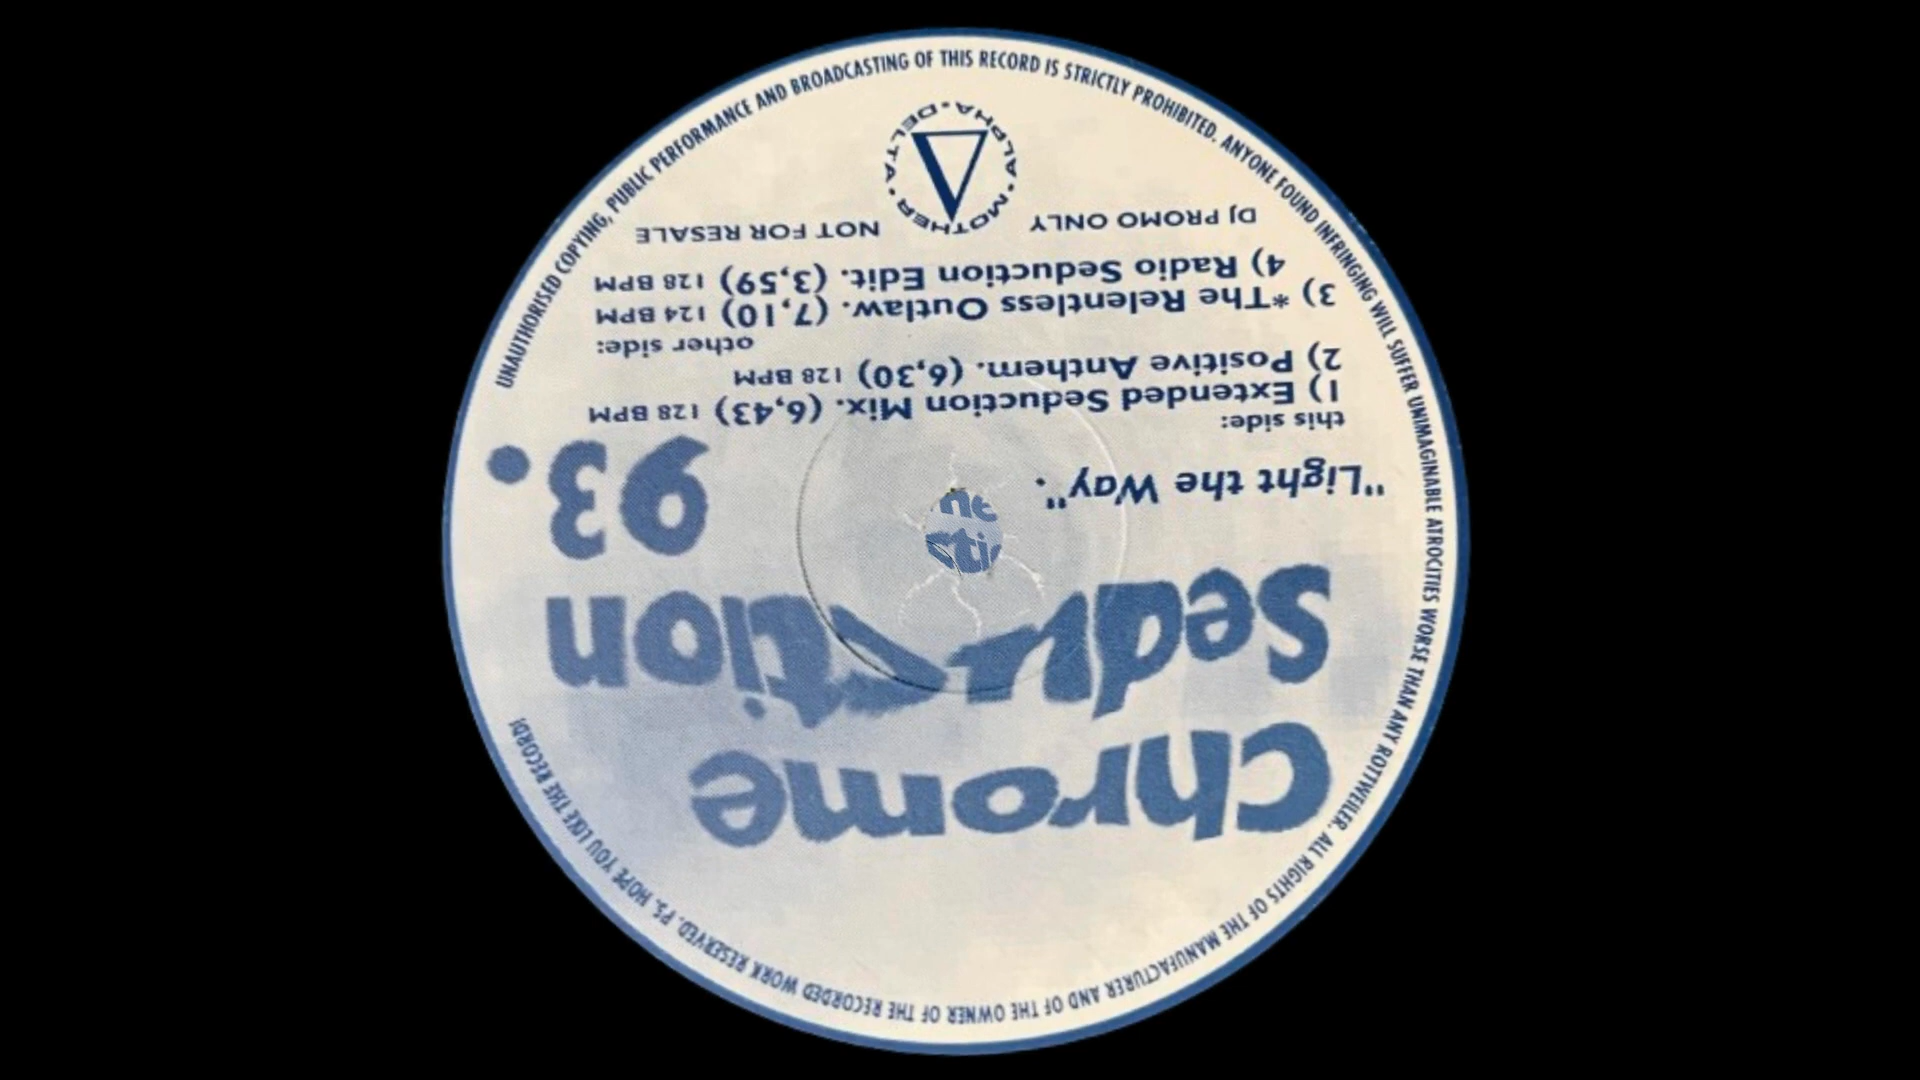 Chrome
Seduction
93.
"Light the Way".
this side:
1) Extended Seduction Mix. (6,43) 128 BPM
2) Positive Anthem. (6,30) 128 BPM
other side:
3) *The Relentless Outlaw. (7,10) 124 BPM
4) Radio Seduction Edit. (3,59) 128 BPM
DJ PROMO ONLY NOT FOR RESALE
MOTHER · ALPHA · DELTA ·
UNAUTHORISED COPYING, PUBLIC PERFORMANCE AND BROADCASTING OF THIS RECORD IS STRICTLY PROHIBITED. ANYONE FOUND INFRINGING WILL SUFFER UNIMAGINABLE ATROCITIES WORSE THAN ANY ROTTWEILER. ALL RIGHTS OF THE MANUFACTURER AND OF THE OWNER OF THE RECORDED WORK RESERVED. PS. HOPE YOU LIKE THE RECORD!